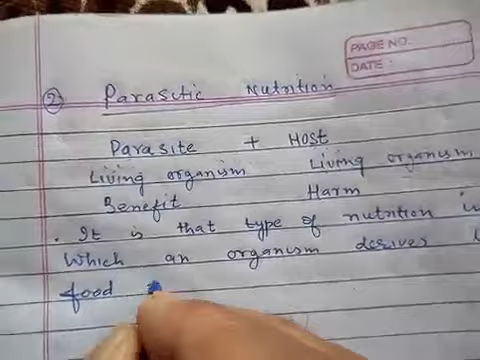 PAGE NO.
DATE :
② Parasitic Nutrition
Parasite + Host
Living organism Living organism
Benefit Harm
. It is that type of nutrition in
Which an organism derives
food